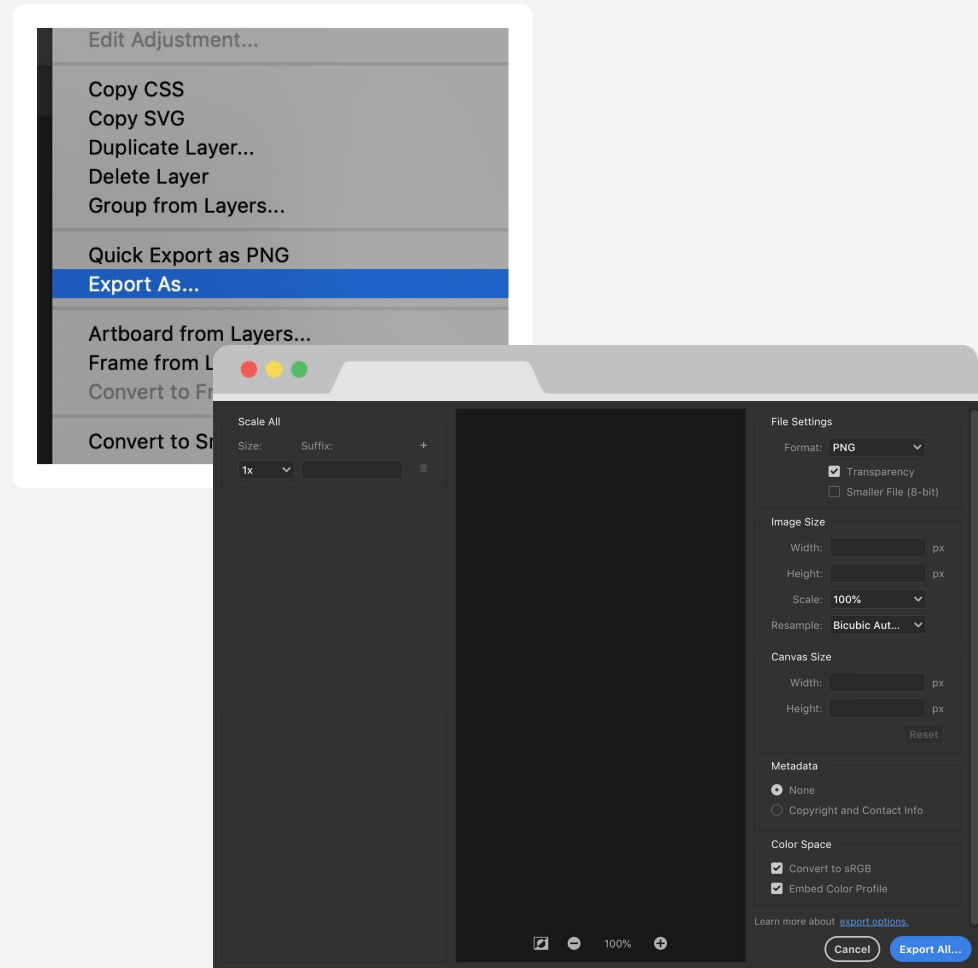 Edit Adjustment...
Copy CSS
Copy SVG
Duplicate Layer...
Delete Layer
Group from Layers...
Quick Export as PNG
Export As...
Artboard from Layers...
Frame from L
Convert to Fr
Convert to Sm
Scale All
Size: Suffix: +
1x
File Settings
Format: PNG
Transparency
Smaller File (8-bit)
Image Size
Width: px
Height: px
Scale: 100%
Resample: Bicubic Aut...
Canvas Size
Width: px
Height: px
Reset
Metadata
None
Copyright and Contact Info
Color Space
Convert to sRGB
Embed Color Profile
Learn more about export options.
100%
Cancel Export All...